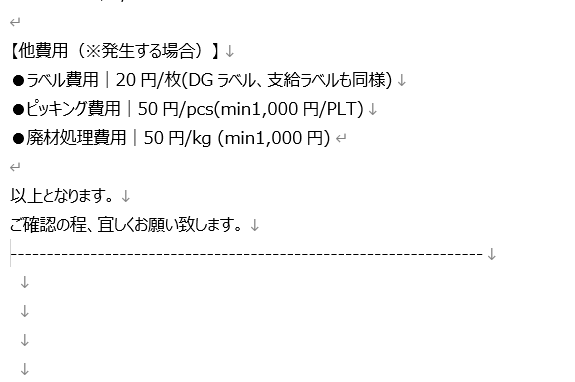 【他費用（※発生する場合）】↓
●ラベル費用｜20 円/枚(DG ラベル、支給ラベルも同様)↓
●ピッキング費用｜50 円/pcs(min1,000 円/PLT)↓
●廃材処理費用｜50 円/kg (min1,000 円)↵
↵
以上となります。↓
ご確認の程、宜しくお願い致します。↓
-----------------------------------------------------------------↓
↓
↓
↓
↓